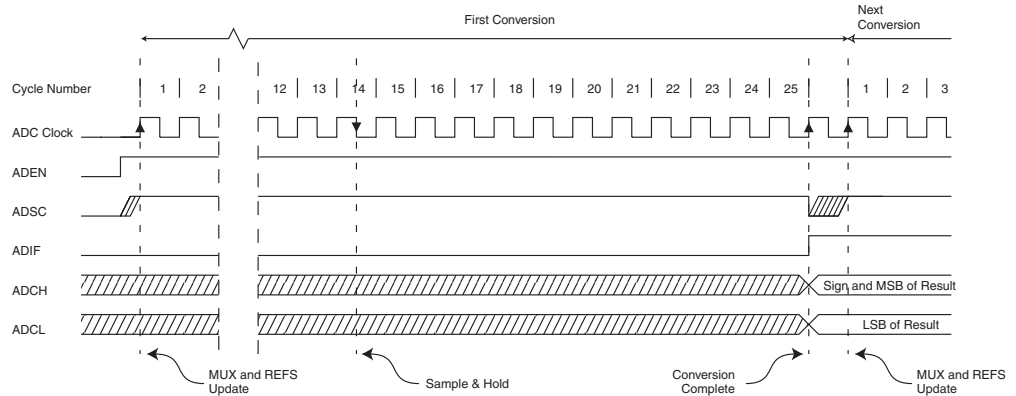 First Conversion
Next
Conversion
Cycle Number 1 2 12 13 14 15 16 17 18 19 20 21 22 23 24 25 1 2 3
ADC Clock
ADEN
ADSC
ADIF
ADCH Sign and MSB of Result
ADCL LSB of Result
MUX and REFS
Update
Sample & Hold
Conversion
Complete
MUX and REFS
Update